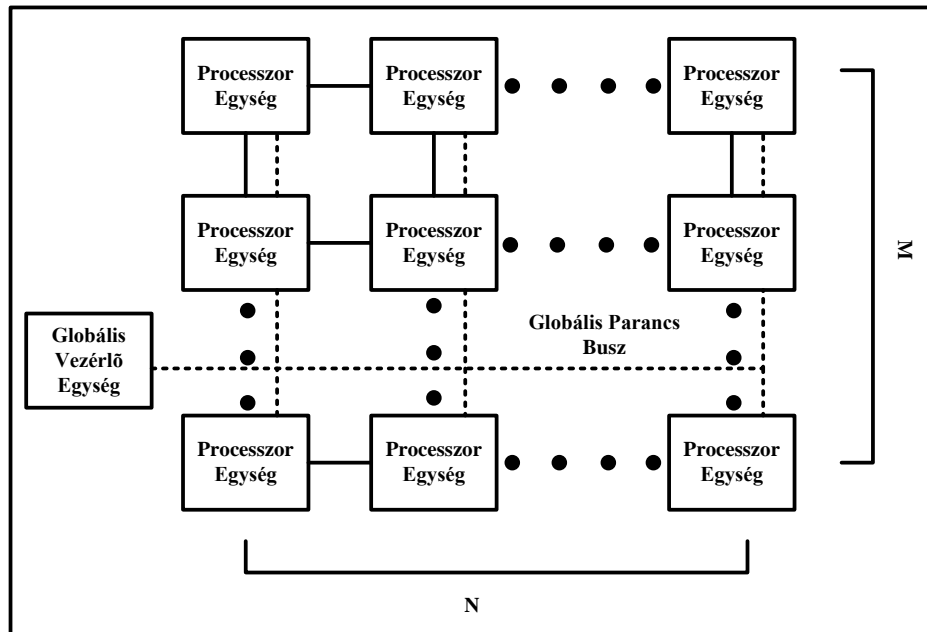 Processzor
Egység
Processzor
Egység
Processzor
Egység
Processzor
Egység
Processzor
Egység
Processzor
Egység
M
Globális
Vezérlõ
Egység
Globális Parancs
Busz
Processzor
Egység
Processzor
Egység
Processzor
Egység
N